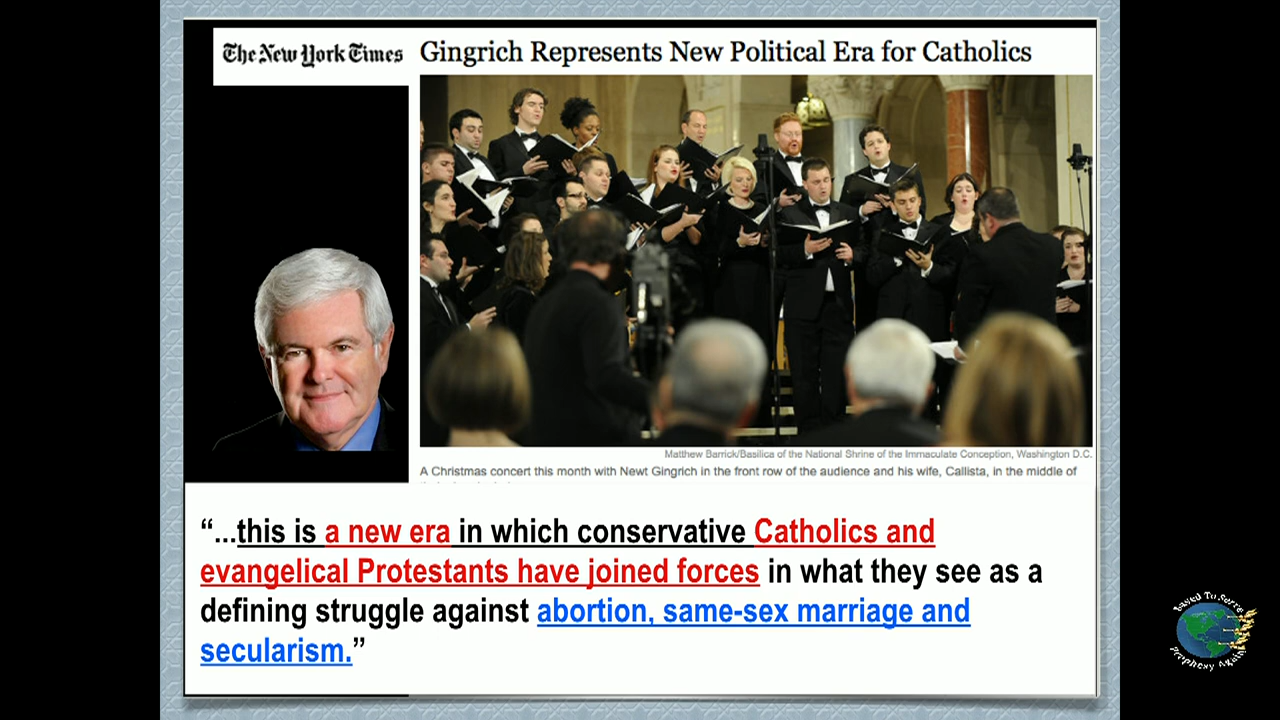 The New York Times
Gingrich Represents New Political Era for Catholics
Matthew Barrick/Basilica of the National Shrine of the Immaculate Conception, Washington D.C.
A Christmas concert this month with Newt Gingrich in the front row of the audience and his wife, Callista, in the middle of
“...this is a new era in which conservative Catholics and
evangelical Protestants have joined forces in what they see as a
defining struggle against abortion, same-sex marriage and
secularism.”
Prophezy Again